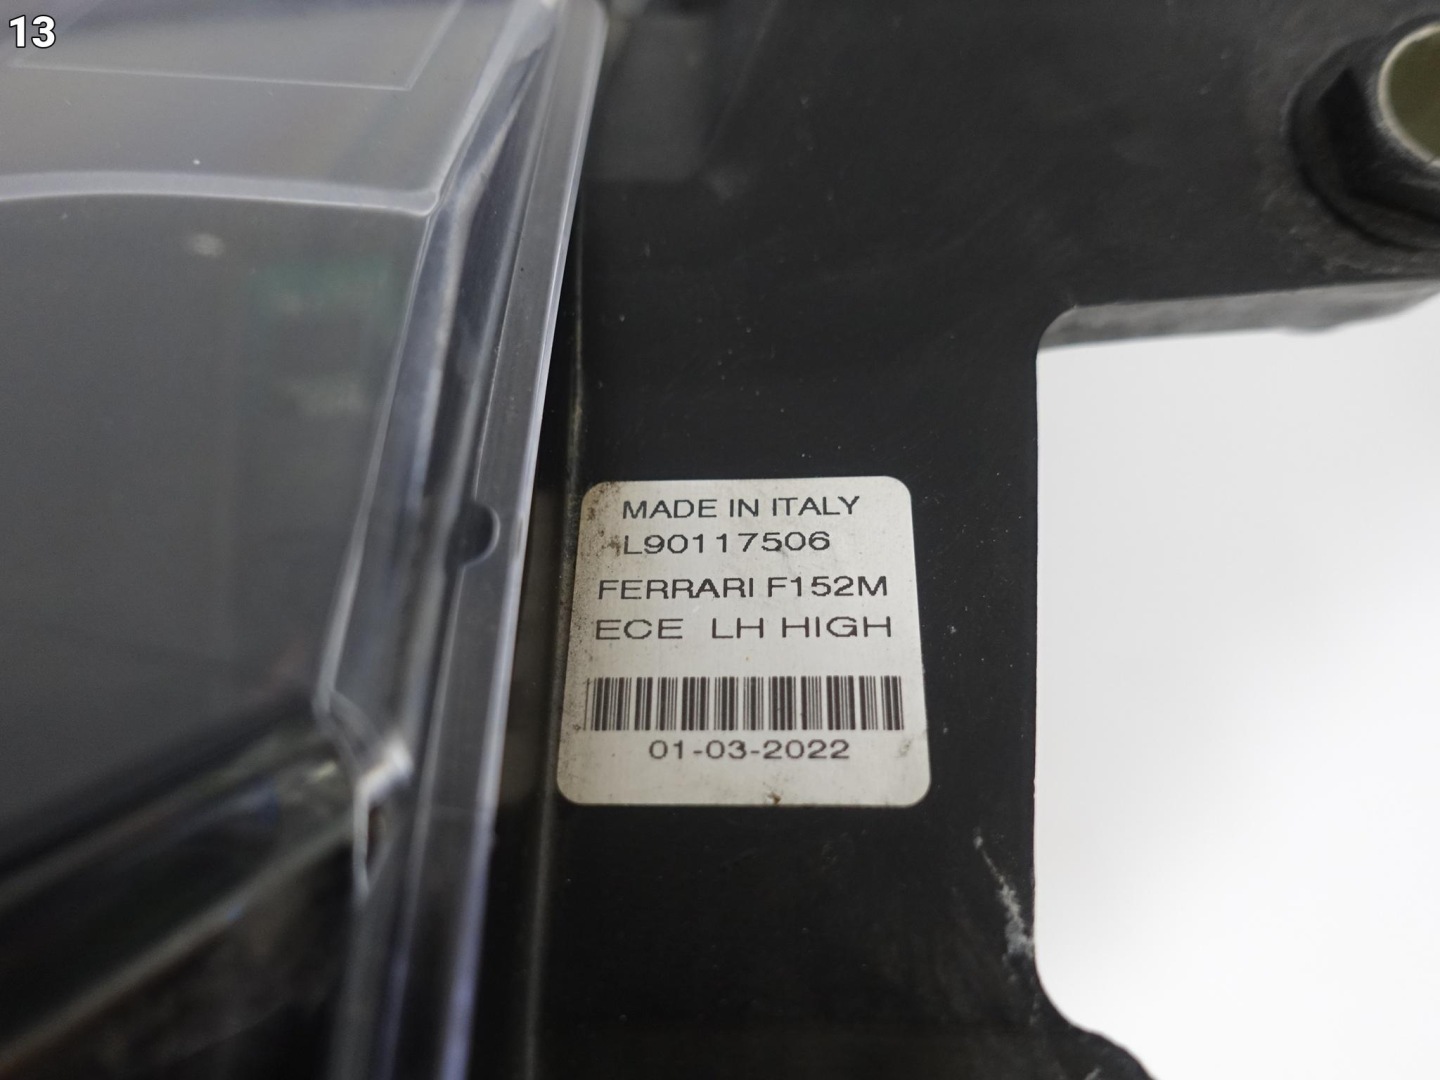 13
MADE IN ITALY
L90117506
FERRARI F152M
ECE LH HIGH
01-03-2022